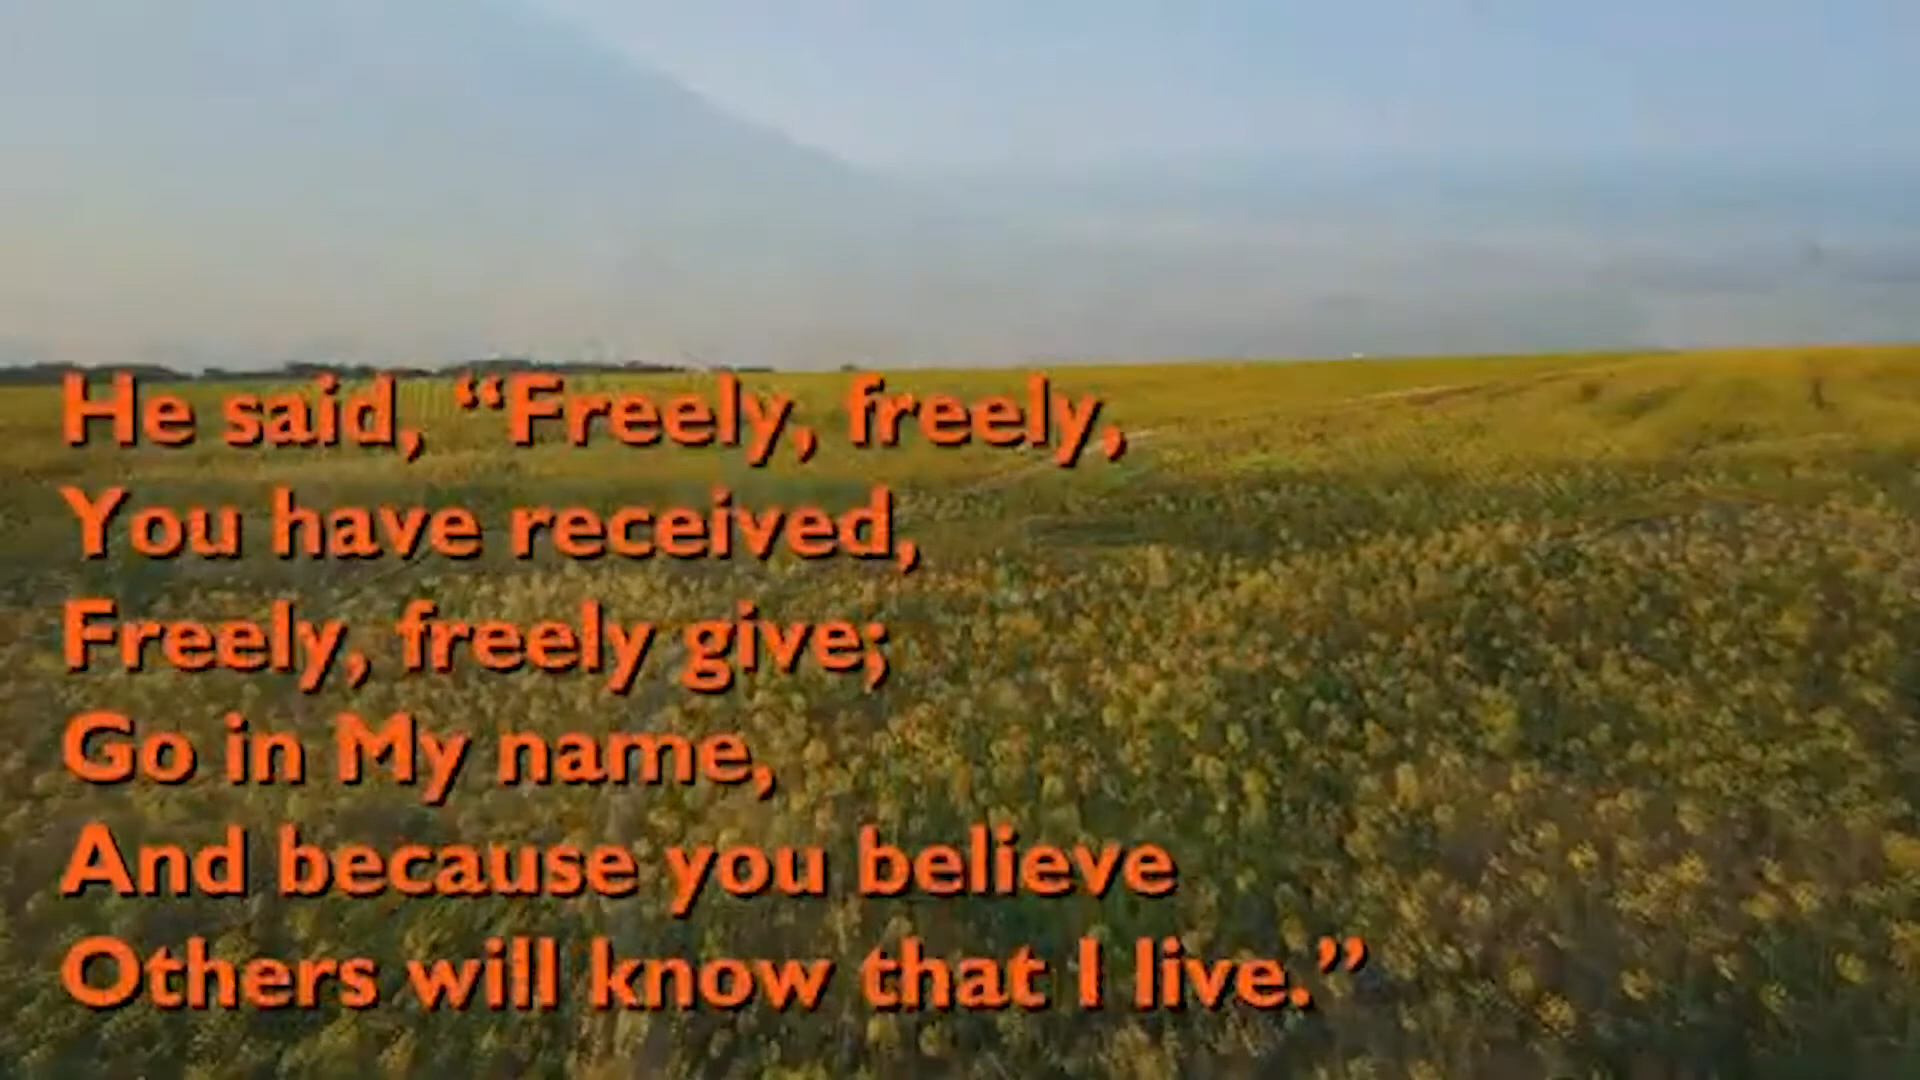 He said, “Freely, freely,
You have received,
Freely, freely give;
Go in My name,
And because you believe
Others will know that I live.”